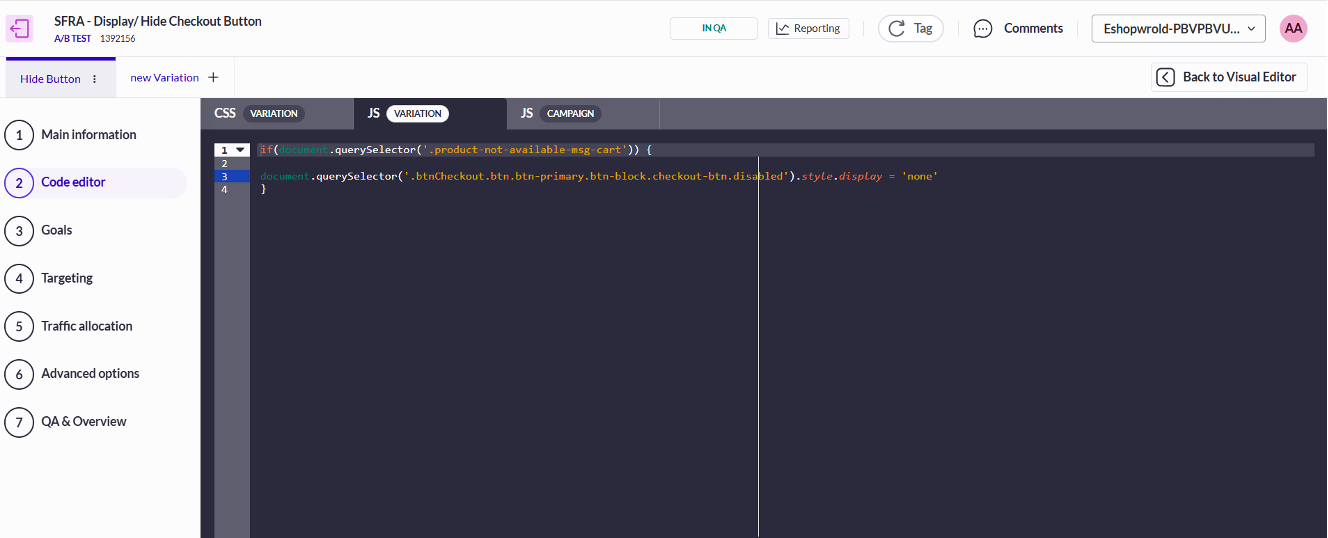 SFRA - Display/ Hide Checkout Button
A/B TEST 1392156
IN QA
Reporting
Tag
Comments
Eshopwrold-PBVPBVU...
AA
Hide Button
new Variation +
Back to Visual Editor
1 Main information
2 Code editor
3 Goals
4 Targeting
5 Traffic allocation
6 Advanced options
7 QA & Overview
CSS VARIATION
JS VARIATION
JS CAMPAIGN
1 if(document.querySelector('.product-not-available-msg-cart')) {
2
3 document.querySelector('.btnCheckout.btn.btn-primary.btn-block.checkout-btn.disabled').style.display = 'none'
4 }